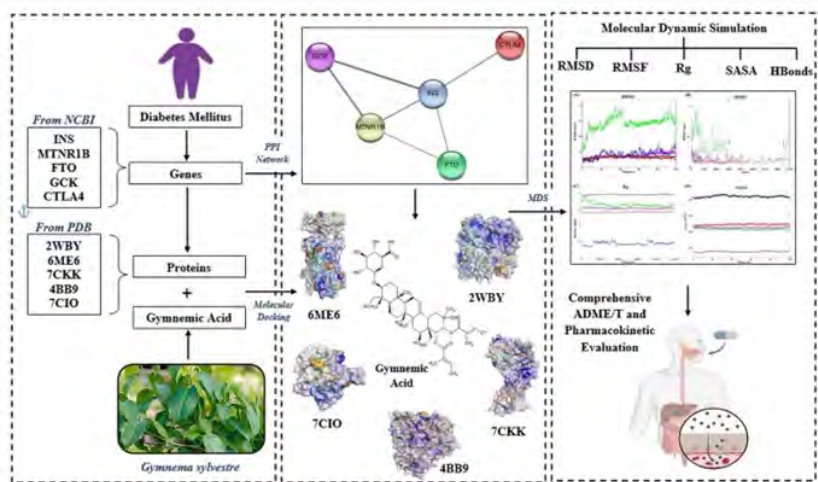 Diabetes Mellitus
From NCBI
INS
MTNR1B
FTO
GCK
CTLA4
Genes
From PDB
2WBY
6ME6
7CKK
4BB9
7CIO
Proteins
+
Gymnemic Acid
Gymnema sylvestre
PPI
Network
Molecular
Docking
GCK
CTLA4
INS
MTNR1B
FTO
6ME6
2WBY
Gymnemic
Acid
7CIO
7CKK
4BB9
MDS
Molecular Dynamic Simulation
RMSD
RMSF
Rg
SASA
HBonds
Rg
Comprehensive
ADME/T and
Pharmacokinetic
Evaluation